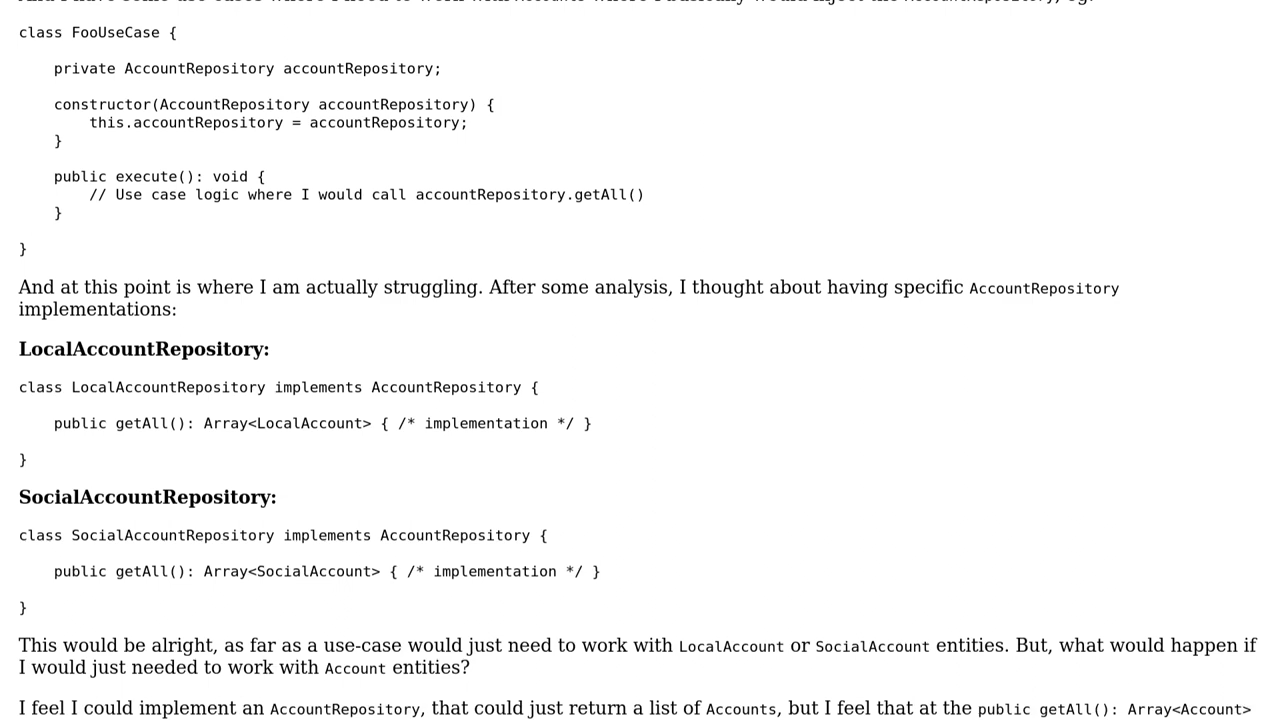 class FooUseCase {
private AccountRepository accountRepository;
constructor(AccountRepository accountRepository) {
this.accountRepository = accountRepository;
}
public execute(): void {
// Use case logic where I would call accountRepository.getAll()
}
}
And at this point is where I am actually struggling. After some analysis, I thought about having specific AccountRepository
implementations:
LocalAccountRepository:
class LocalAccountRepository implements AccountRepository {
public getAll(): Array<LocalAccount> { /* implementation */ }
}
SocialAccountRepository:
class SocialAccountRepository implements AccountRepository {
public getAll(): Array<SocialAccount> { /* implementation */ }
}
This would be alright, as far as a use-case would just need to work with LocalAccount or SocialAccount entities. But, what would happen if
I would just needed to work with Account entities?
I feel I could implement an AccountRepository, that could just return a list of Accounts, but I feel that at the public getAll(): Array<Account>